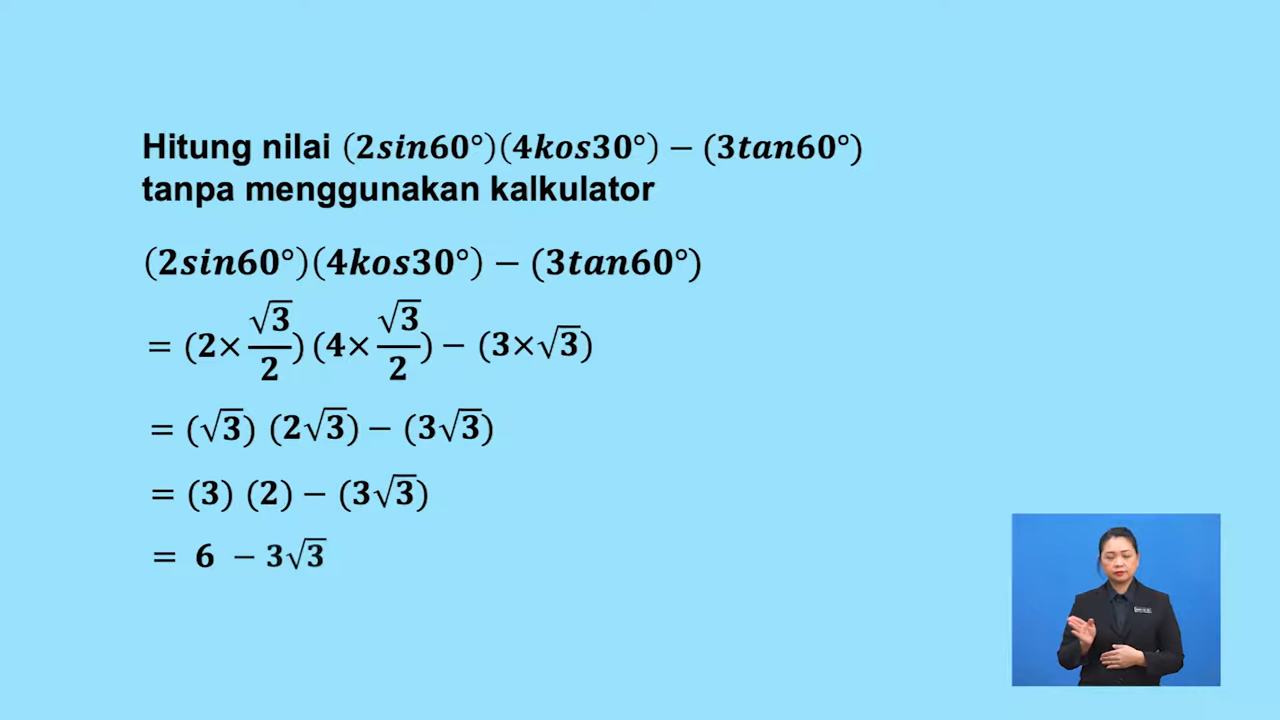 Hitung nilai (2sin60°)(4kos30°) − (3tan60°)
tanpa menggunakan kalkulator
(2sin60°)(4kos30°) − (3tan60°)
= (2×√3/2) (4×√3/2) − (3×√3)
= (√3) (2√3) − (3√3)
= (3) (2) − (3√3)
= 6 − 3√3